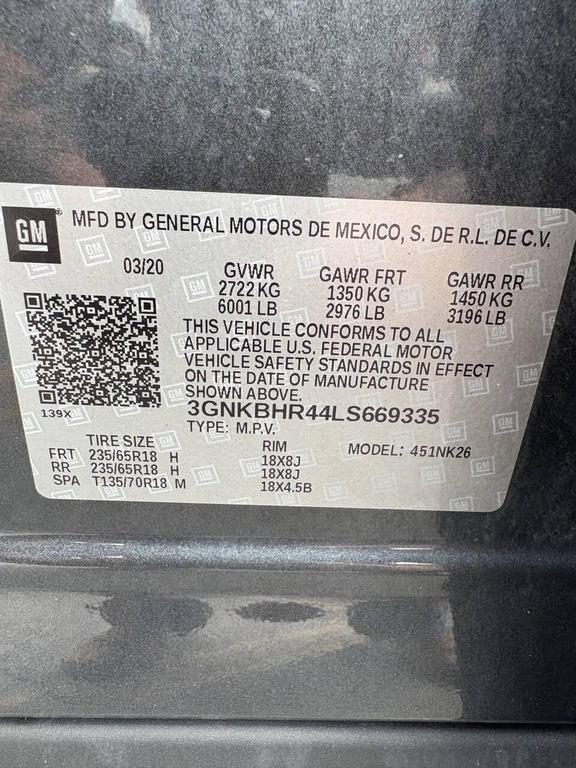 GM ® MFD BY GENERAL MOTORS DE MEXICO, S. DE R.L. DE C.V.
03/20 GVWR GAWR FRT GAWR RR
2722 KG 1350 KG 1450 KG
6001 LB 2976 LB 3196 LB
THIS VEHICLE CONFORMS TO ALL
APPLICABLE U.S. FEDERAL MOTOR
VEHICLE SAFETY STANDARDS IN EFFECT
ON THE DATE OF MANUFACTURE
SHOWN ABOVE.
139X 3GNKBHR44LS669335
TYPE: M.P.V. MODEL: 451NK26
TIRE SIZE RIM
FRT 235/65R18 H 18X8J
RR 235/65R18 H 18X8J
SPA T135/70R18 M 18X4.5B